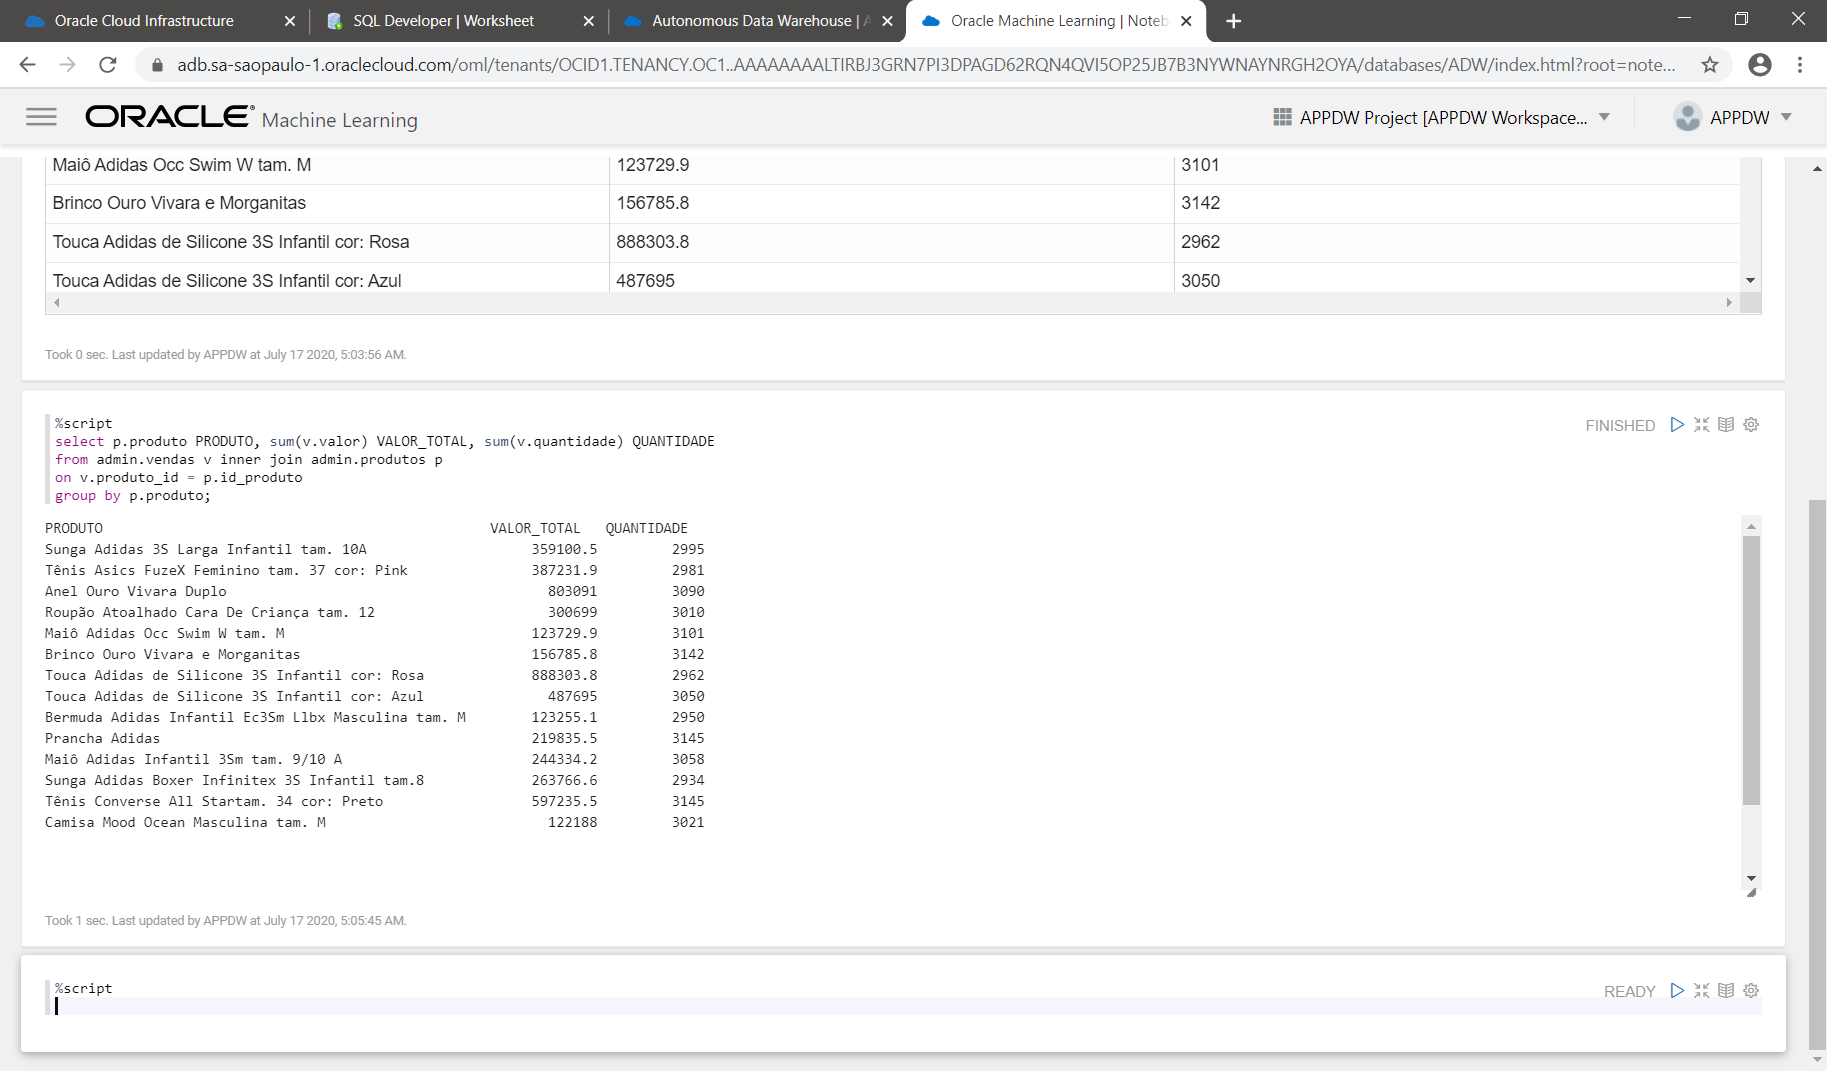 Oracle Cloud Infrastructure
SQL Developer | Worksheet
Autonomous Data Warehouse | A
Oracle Machine Learning | Noteb
adb.sa-saopaulo-1.oraclecloud.com/oml/tenants/OCID1.TENANCY.OC1..AAAAAAAALTIRBJ3GRN7PI3DPAGD62RQN4QVI5OP25JB7B3NYWNAYNRGH2OYA/databases/ADW/index.html?root=note...
ORACLE® Machine Learning
APPDW Project [APPDW Workspace...
APPDW
Maiô Adidas Occ Swim W tam. M 123729.9 3101
Brinco Ouro Vivara e Morganitas 156785.8 3142
Touca Adidas de Silicone 3S Infantil cor: Rosa 888303.8 2962
Touca Adidas de Silicone 3S Infantil cor: Azul 487695 3050
Took 0 sec. Last updated by APPDW at July 17 2020, 5:03:56 AM.
%script
FINISHED
select p.produto PRODUTO, sum(v.valor) VALOR_TOTAL, sum(v.quantidade) QUANTIDADE
from admin.vendas v inner join admin.produtos p
on v.produto_id = p.id_produto
group by p.produto;
PRODUTO VALOR_TOTAL QUANTIDADE
Sunga Adidas 3S Larga Infantil tam. 10A 359100.5 2995
Tênis Asics FuzeX Feminino tam. 37 cor: Pink 387231.9 2981
Anel Ouro Vivara Duplo 803091 3090
Roupão Atoalhado Cara De Criança tam. 12 300699 3010
Maiô Adidas Occ Swim W tam. M 123729.9 3101
Brinco Ouro Vivara e Morganitas 156785.8 3142
Touca Adidas de Silicone 3S Infantil cor: Rosa 888303.8 2962
Touca Adidas de Silicone 3S Infantil cor: Azul 487695 3050
Bermuda Adidas Infantil Ec3Sm Llbx Masculina tam. M 123255.1 2950
Prancha Adidas 219835.5 3145
Maiô Adidas Infantil 3Sm tam. 9/10 A 244334.2 3058
Sunga Adidas Boxer Infinitex 3S Infantil tam.8 263766.6 2934
Tênis Converse All Startam. 34 cor: Preto 597235.5 3145
Camisa Mood Ocean Masculina tam. M 122188 3021
Took 1 sec. Last updated by APPDW at July 17 2020, 5:05:45 AM.
%script
READY